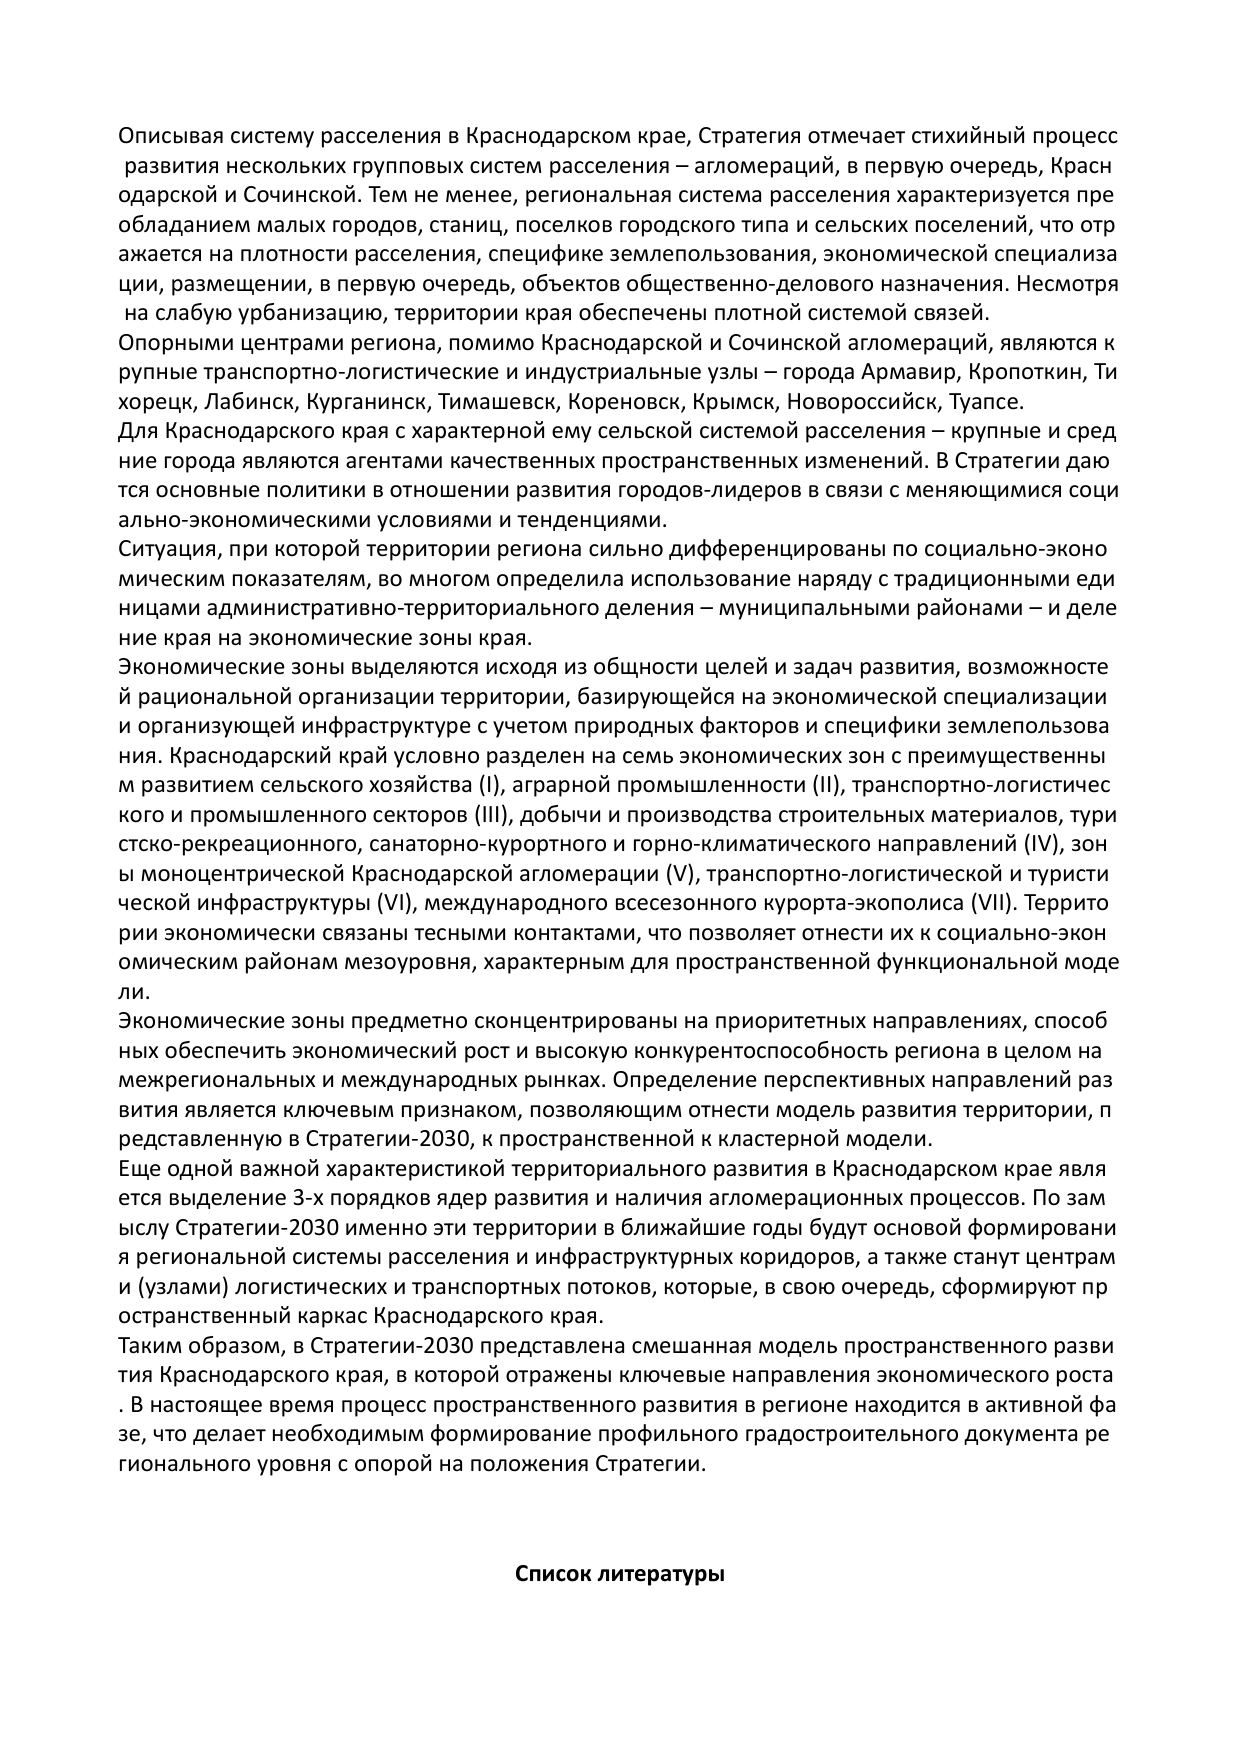 Описывая систему расселения в Краснодарском крае, Стратегия отмечает стихийный процесс
развития нескольких групповых систем расселения – агломераций, в первую очередь, Красн
одарской и Сочинской. Тем не менее, региональная система расселения характеризуется пре
обладанием малых городов, станиц, поселков городского типа и сельских поселений, что отр
ажается на плотности расселения, специфике землепользования, экономической специализа
ции, размещении, в первую очередь, объектов общественно-делового назначения. Несмотря
на слабую урбанизацию, территории края обеспечены плотной системой связей.
Опорными центрами региона, помимо Краснодарской и Сочинской агломераций, являются к
рупные транспортно-логистические и индустриальные узлы – города Армавир, Кропоткин, Ти
хорецк, Лабинск, Курганинск, Тимашевск, Кореновск, Крымск, Новороссийск, Туапсе.
Для Краснодарского края с характерной ему сельской системой расселения – крупные и сред
ние города являются агентами качественных пространственных изменений. В Стратегии даю
тся основные политики в отношении развития городов-лидеров в связи с меняющимися соци
ально-экономическими условиями и тенденциями.
Ситуация, при которой территории региона сильно дифференцированы по социально-эконо
мическим показателям, во многом определила использование наряду с традиционными еди
ницами административно-территориального деления – муниципальными районами – и деле
ние края на экономические зоны края.
Экономические зоны выделяются исходя из общности целей и задач развития, возможносте
й рациональной организации территории, базирующейся на экономической специализации
и организующей инфраструктуре с учетом природных факторов и специфики землепользова
ния. Краснодарский край условно разделен на семь экономических зон с преимущественны
м развитием сельского хозяйства (I), аграрной промышленности (II), транспортно-логистичес
кого и промышленного секторов (III), добычи и производства строительных материалов, тури
стско-рекреационного, санаторно-курортного и горно-климатического направлений (IV), зон
ы моноцентрической Краснодарской агломерации (V), транспортно-логистической и туристи
ческой инфраструктуры (VI), международного всесезонного курорта-экополиса (VII). Террито
рии экономически связаны тесными контактами, что позволяет отнести их к социально-экон
омическим районам мезоуровня, характерным для пространственной функциональной моде
ли.
Экономические зоны предметно сконцентрированы на приоритетных направлениях, способ
ных обеспечить экономический рост и высокую конкурентоспособность региона в целом на
межрегиональных и международных рынках. Определение перспективных направлений раз
вития является ключевым признаком, позволяющим отнести модель развития территории, п
редставленную в Стратегии-2030, к пространственной к кластерной модели.
Еще одной важной характеристикой территориального развития в Краснодарском крае явля
ется выделение 3-х порядков ядер развития и наличия агломерационных процессов. По зам
ыслу Стратегии-2030 именно эти территории в ближайшие годы будут основой формировани
я региональной системы расселения и инфраструктурных коридоров, а также станут центрам
и (узлами) логистических и транспортных потоков, которые, в свою очередь, сформируют пр
остранственный каркас Краснодарского края.
Таким образом, в Стратегии-2030 представлена смешанная модель пространственного разви
тия Краснодарского края, в которой отражены ключевые направления экономического роста
. В настоящее время процесс пространственного развития в регионе находится в активной фа
зе, что делает необходимым формирование профильного градостроительного документа ре
гионального уровня с опорой на положения Стратегии.
Список литературы